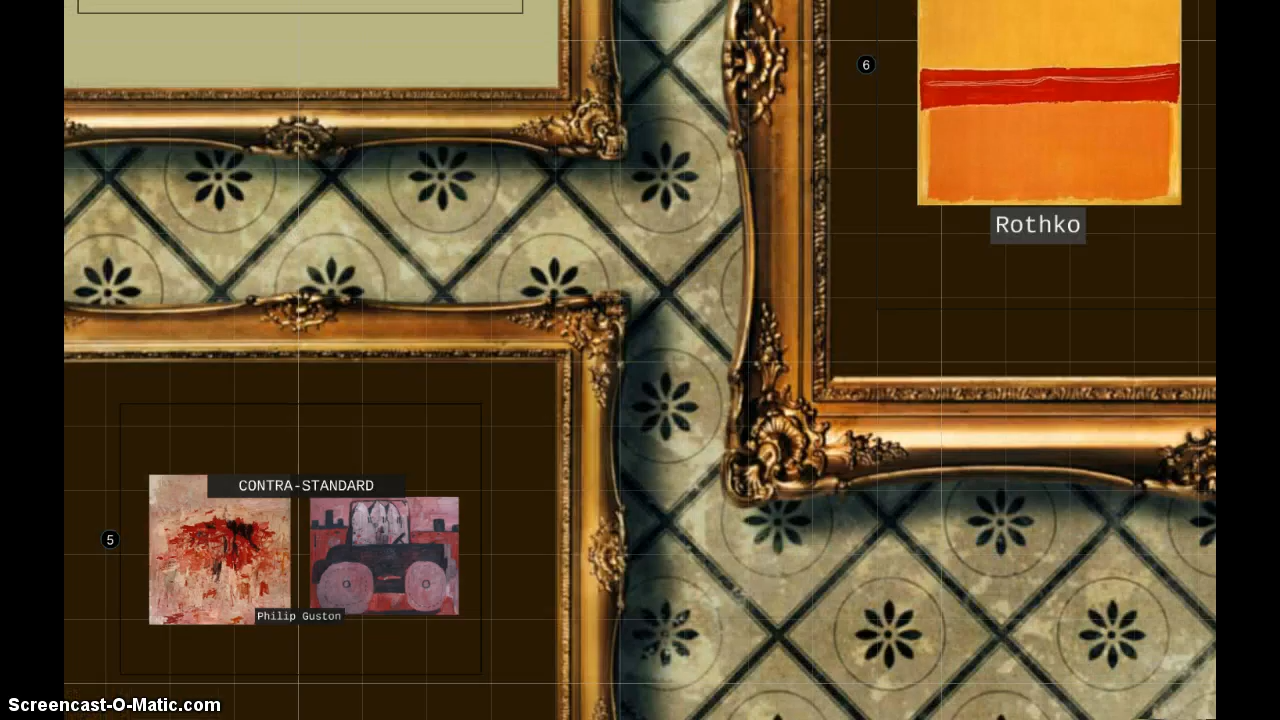 6
Rothko
CONTRA-STANDARD
5
Philip Guston
Screencast-O-Matic.com